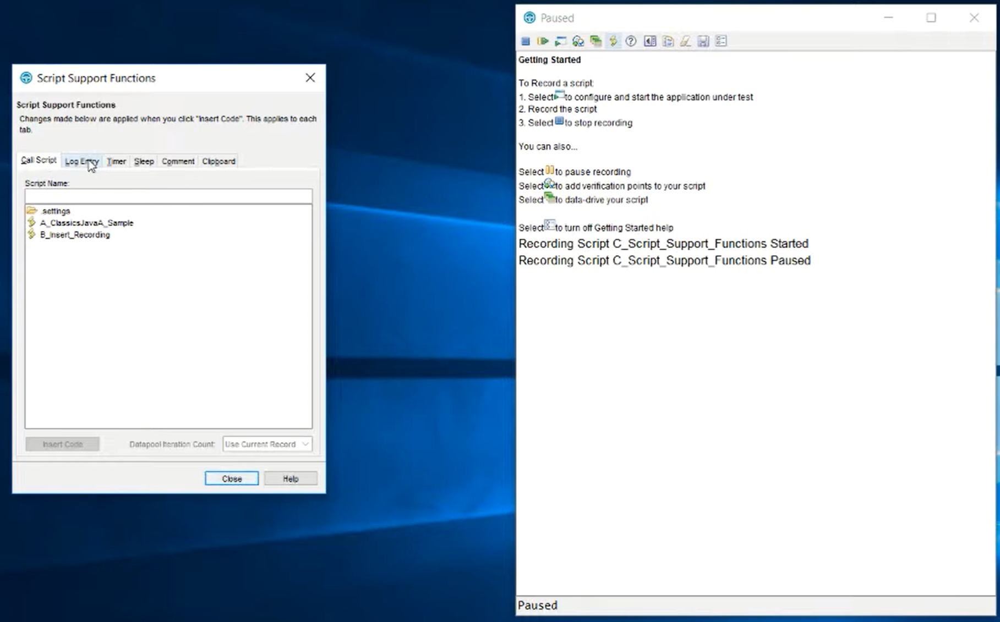 Script Support Functions
Script Support Functions
Changes made below are applied when you click "Insert Code". This applies to each
tab.
Call Script Log Entry Timer Sleep Comment Clipboard
Script Name:
.settings
A_ClassicsJavaA_Sample
B_Insert_Recording
Insert Code Datapool Iteration Count: Use Current Record
Close Help
Paused
Getting Started
To Record a script:
1. Select to configure and start the application under test
2. Record the script
3. Select to stop recording
You can also...
Select to pause recording
Select to add verification points to your script
Select to data-drive your script
Select to turn off Getting Started help
Recording Script C_Script_Support_Functions Started
Recording Script C_Script_Support_Functions Paused
Paused